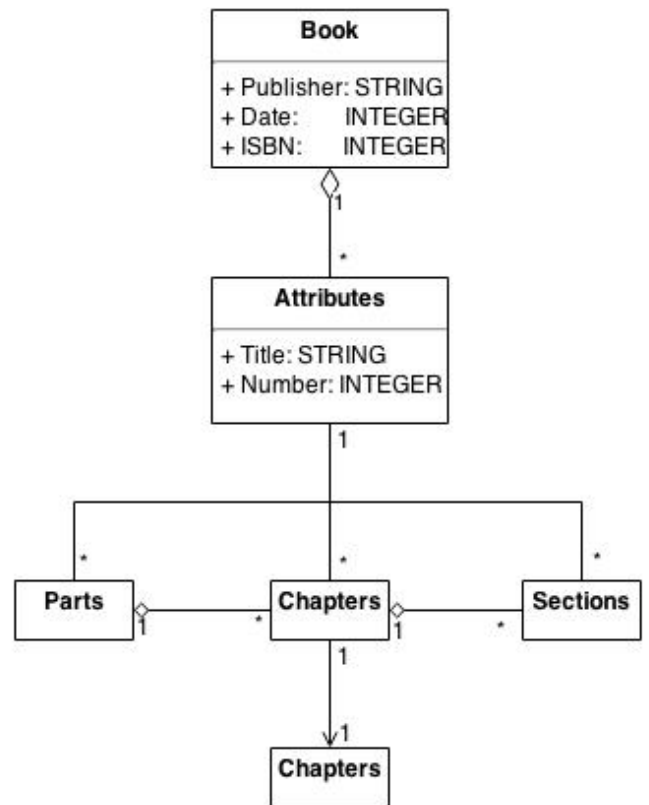 Book
+ Publisher: STRING
+ Date: INTEGER
+ ISBN: INTEGER
1
*
Attributes
+ Title: STRING
+ Number: INTEGER
1
* * *
Parts Chapters Sections
1 * 1 *
1
1
Chapters